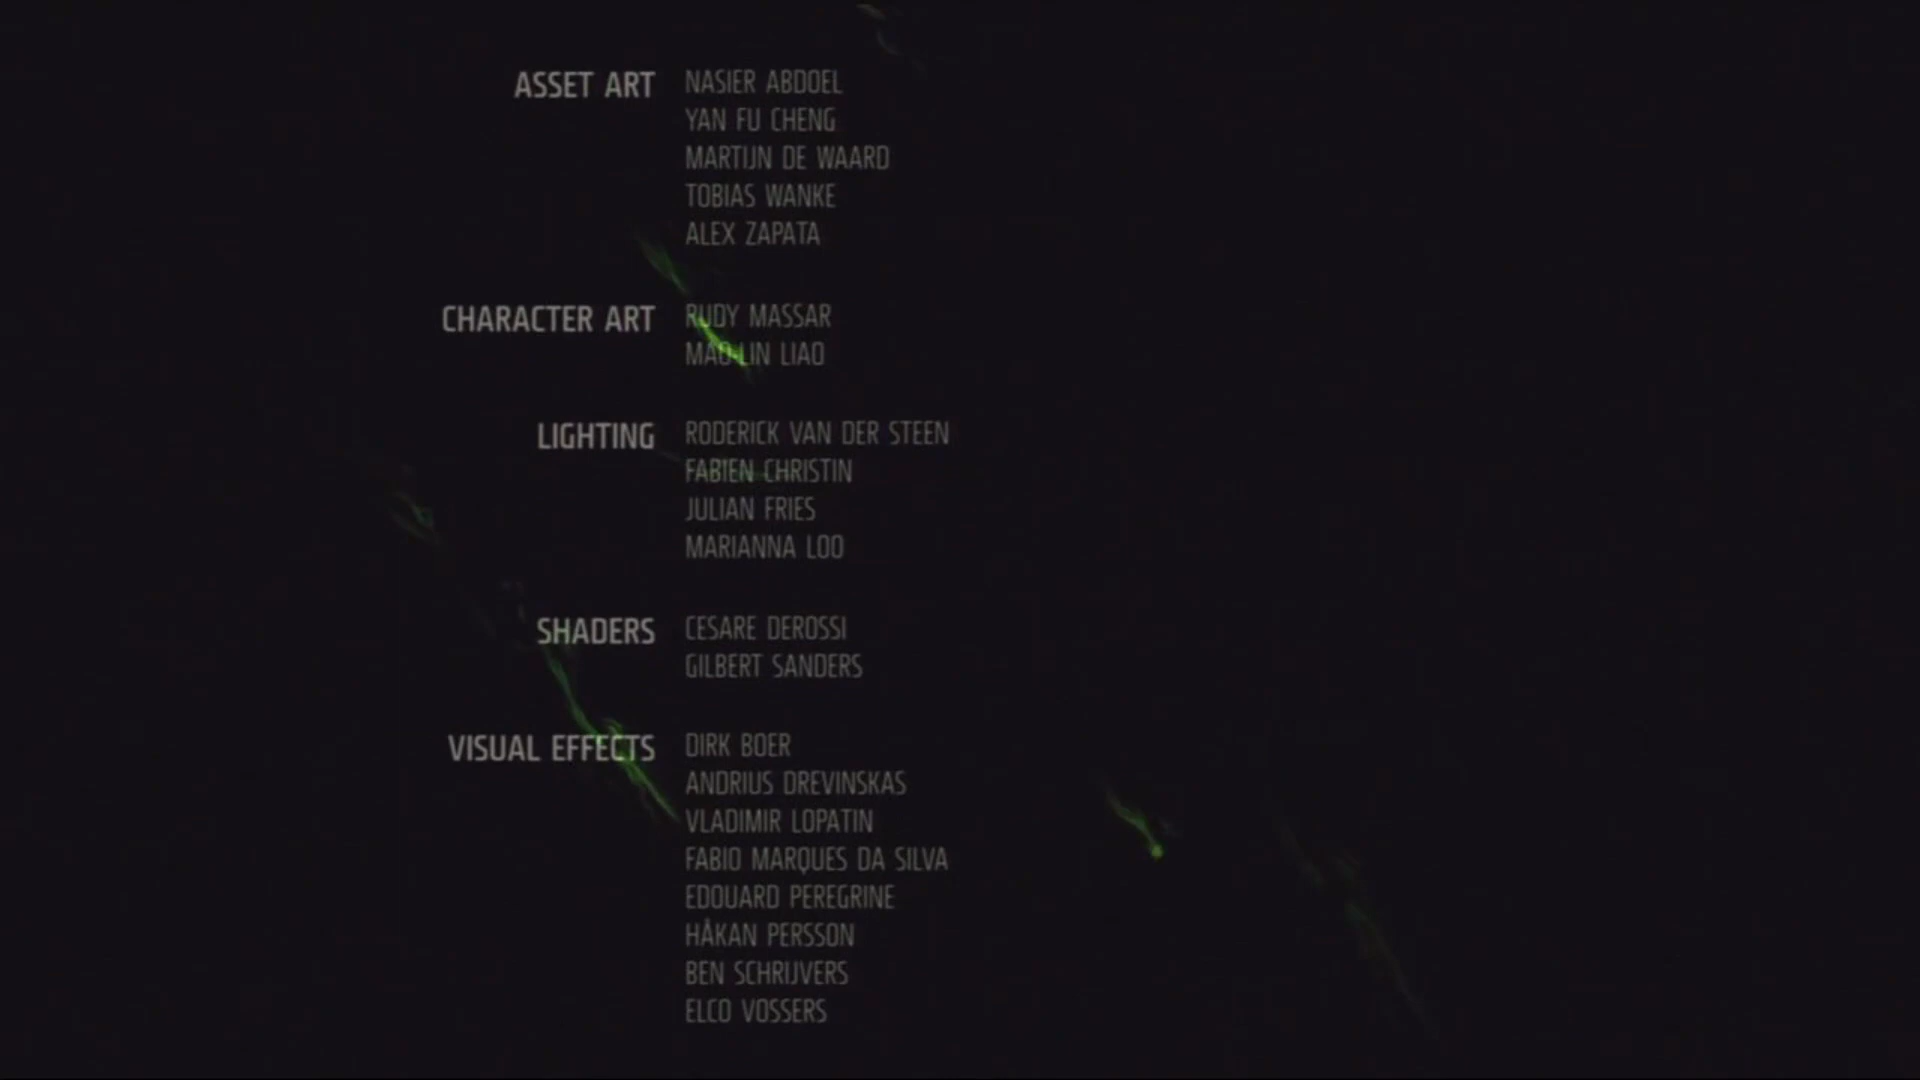 ASSET ART NASIER ABDOEL
YAN FU CHENG
MARTIJN DE WAARD
TOBIAS WANKE
ALEX ZAPATA
CHARACTER ART RUDY MASSAR
MAO-LIN LIAO
LIGHTING RODERICK VAN DER STEEN
FABIEN CHRISTIN
JULIAN FRIES
MARIANNA LOO
SHADERS CESARE DEROSSI
GILBERT SANDERS
VISUAL EFFECTS DIRK BOER
ANDRIUS DREVINSKAS
VLADIMIR LOPATIN
FABIO MARQUES DA SILVA
EDOUARD PEREGRINE
HÅKAN PERSSON
BEN SCHRIJVERS
ELCO VOSSERS